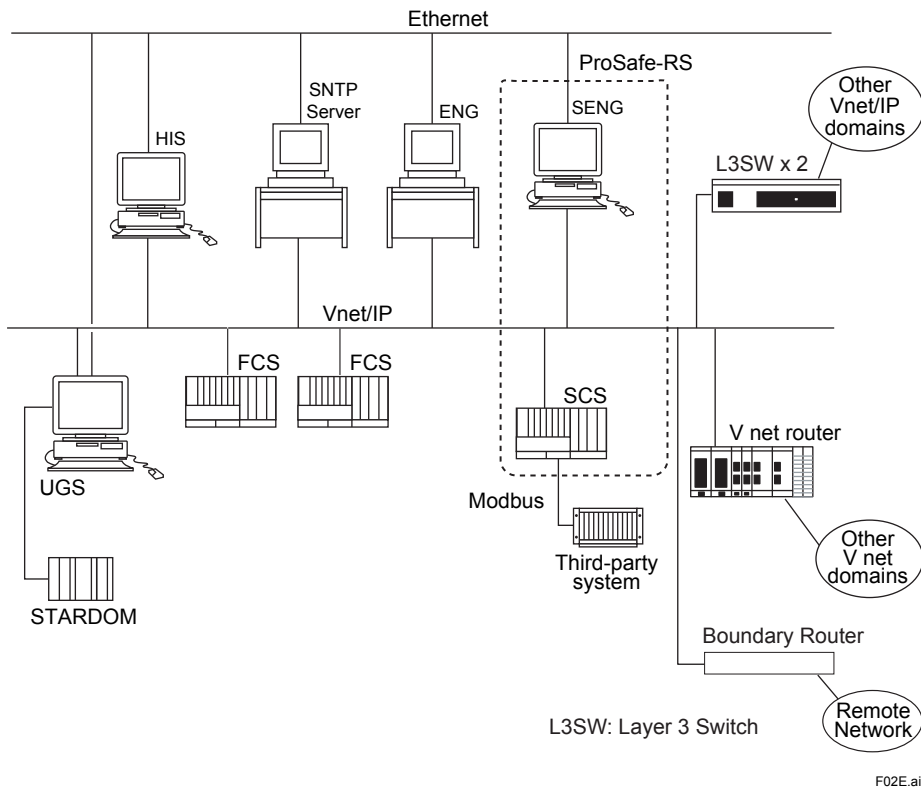 Ethernet
ProSafe-RS
SNTP
Server
HIS
ENG
SENG
Other
Vnet/IP
domains
L3SW x 2
Vnet/IP
FCS
FCS
SCS
V net router
UGS
Modbus
Third-party
system
Other
V net
domains
STARDOM
Boundary Router
Remote
Network
L3SW: Layer 3 Switch
F02E.ai